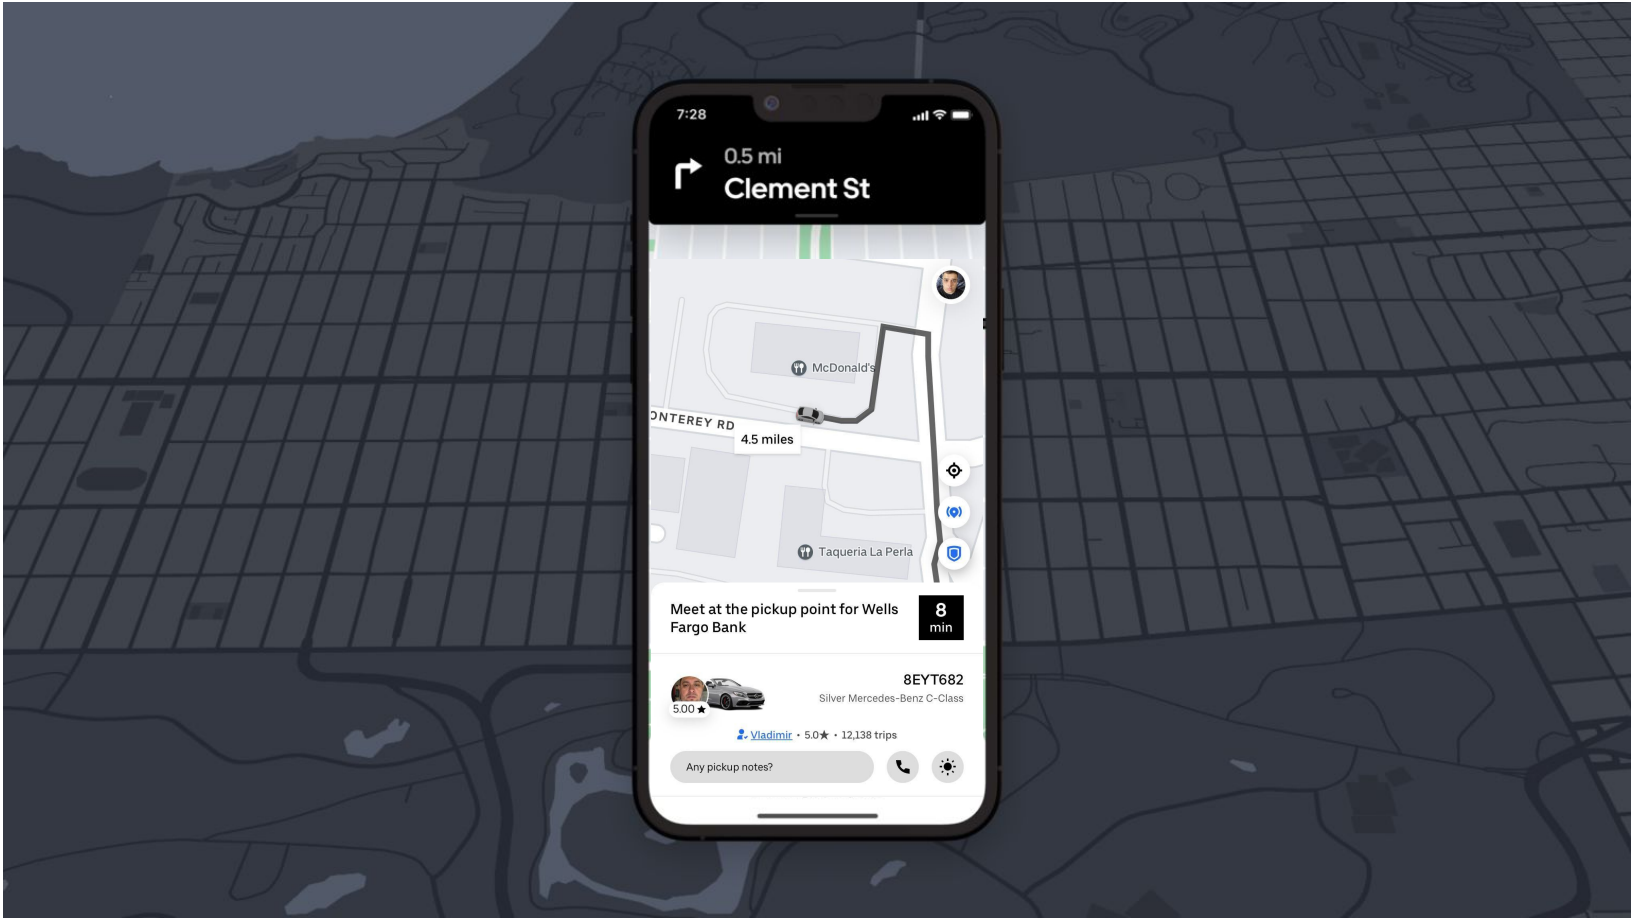 7:28
0.5 mi
Clement St
McDonald's
ONTEREY RD
4.5 miles
Taqueria La Perla
Meet at the pickup point for Wells
Fargo Bank
8
min
8EYT682
Silver Mercedes-Benz C-Class
5.00★
Vladimir • 5.0★ • 12,138 trips
Any pickup notes?